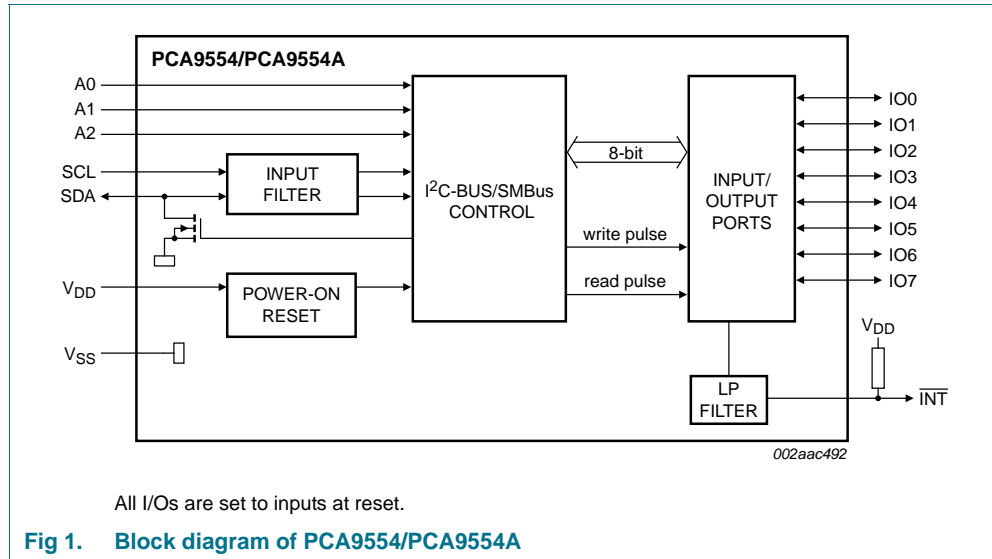 PCA9554/PCA9554A
A0
A1
A2
SCL
SDA
VDD
VSS
INPUT
FILTER
POWER-ON
RESET
I2C-BUS/SMBus
CONTROL
8-bit
write pulse
read pulse
INPUT/
OUTPUT
PORTS
IO0
IO1
IO2
IO3
IO4
IO5
IO6
IO7
VDD
LP
FILTER
INT
002aac492
All I/Os are set to inputs at reset.
Fig 1. Block diagram of PCA9554/PCA9554A